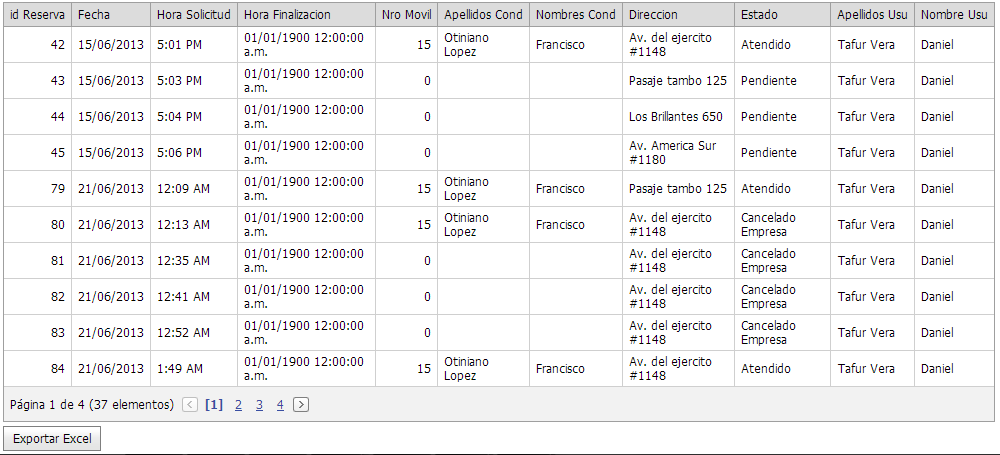 id Reserva Fecha Hora Solicitud Hora Finalizacion Nro Movil Apellidos Cond Nombres Cond Direccion Estado Apellidos Usu Nombre Usu
42 15/06/2013 5:01 PM 01/01/1900 12:00:00 a.m. 15 Otiniano Lopez Francisco Av. del ejercito #1148 Atendido Tafur Vera Daniel
43 15/06/2013 5:03 PM 01/01/1900 12:00:00 a.m. 0 Pasaje tambo 125 Pendiente Tafur Vera Daniel
44 15/06/2013 5:04 PM 01/01/1900 12:00:00 a.m. 0 Los Brillantes 650 Pendiente Tafur Vera Daniel
45 15/06/2013 5:06 PM 01/01/1900 12:00:00 a.m. 0 Av. America Sur #1180 Pendiente Tafur Vera Daniel
79 21/06/2013 12:09 AM 01/01/1900 12:00:00 a.m. 15 Otiniano Lopez Francisco Pasaje tambo 125 Atendido Tafur Vera Daniel
80 21/06/2013 12:13 AM 01/01/1900 12:00:00 a.m. 15 Otiniano Lopez Francisco Av. del ejercito #1148 Cancelado Empresa Tafur Vera Daniel
81 21/06/2013 12:35 AM 01/01/1900 12:00:00 a.m. 0 Av. del ejercito #1148 Cancelado Empresa Tafur Vera Daniel
82 21/06/2013 12:41 AM 01/01/1900 12:00:00 a.m. 0 Av. del ejercito #1148 Cancelado Empresa Tafur Vera Daniel
83 21/06/2013 12:52 AM 01/01/1900 12:00:00 a.m. 0 Av. del ejercito #1148 Cancelado Empresa Tafur Vera Daniel
84 21/06/2013 1:49 AM 01/01/1900 12:00:00 a.m. 15 Otiniano Lopez Francisco Av. del ejercito #1148 Atendido Tafur Vera Daniel
Página 1 de 4 (37 elementos) < [1] 2 3 4 >
Exportar Excel